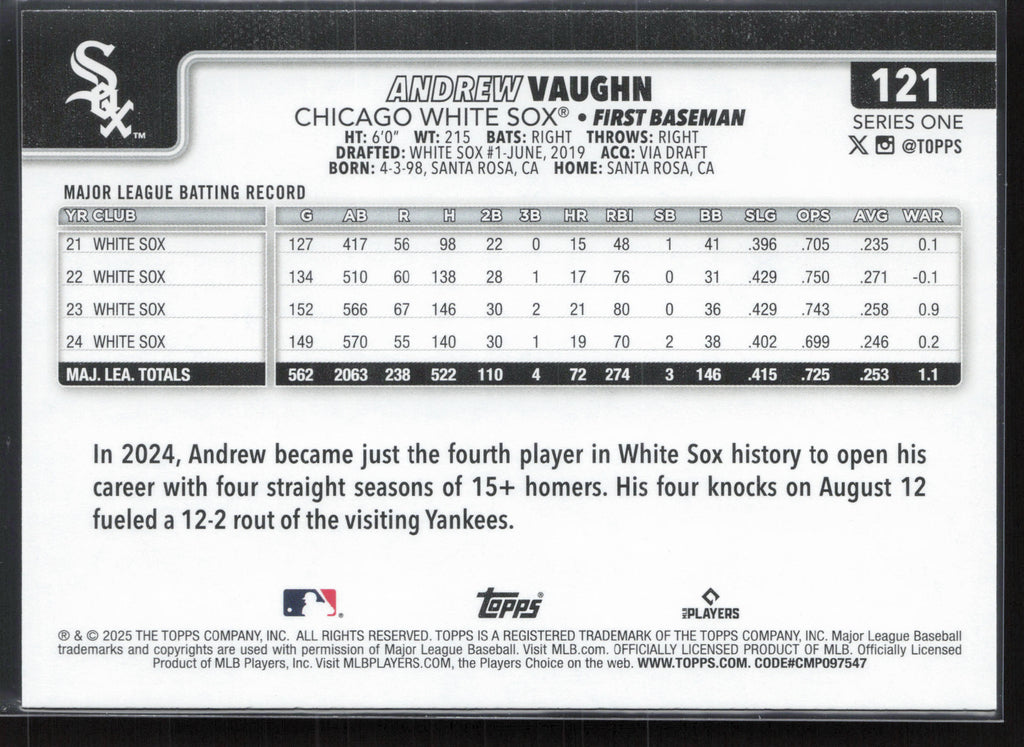 Sox
TM
121
SERIES ONE
@TOPPS
ANDREW VAUGHN
CHICAGO WHITE SOX® • FIRST BASEMAN
HT: 6'0" WT: 215 BATS: RIGHT THROWS: RIGHT
DRAFTED: WHITE SOX #1-JUNE, 2019 ACQ: VIA DRAFT
BORN: 4-3-98, SANTA ROSA, CA HOME: SANTA ROSA, CA
MAJOR LEAGUE BATTING RECORD
YR CLUB G AB R H 2B 3B HR RBI SB BB SLG OPS AVG WAR
21 WHITE SOX 127 417 56 98 22 0 15 48 1 41 .396 .705 .235 0.1
22 WHITE SOX 134 510 60 138 28 1 17 76 0 31 .429 .750 .271 -0.1
23 WHITE SOX 152 566 67 146 30 2 21 80 0 36 .429 .743 .258 0.9
24 WHITE SOX 149 570 55 140 30 1 19 70 2 38 .402 .699 .246 0.2
MAJ. LEA. TOTALS 562 2063 238 522 110 4 72 274 3 146 .415 .725 .253 1.1
In 2024, Andrew became just the fourth player in White Sox history to open his
career with four straight seasons of 15+ homers. His four knocks on August 12
fueled a 12-2 rout of the visiting Yankees.
Topps®
MLB PLAYERS
® & © 2025 THE TOPPS COMPANY, INC. ALL RIGHTS RESERVED. TOPPS IS A REGISTERED TRADEMARK OF THE TOPPS COMPANY, INC. Major League Baseball
trademarks and copyrights are used with permission of Major League Baseball. Visit MLB.com. OFFICIALLY LICENSED PRODUCT OF MLB. Officially Licensed
Product of MLB Players, Inc. Visit MLBPLAYERS.COM, the Players Choice on the web. WWW.TOPPS.COM. CODE#CMP097547